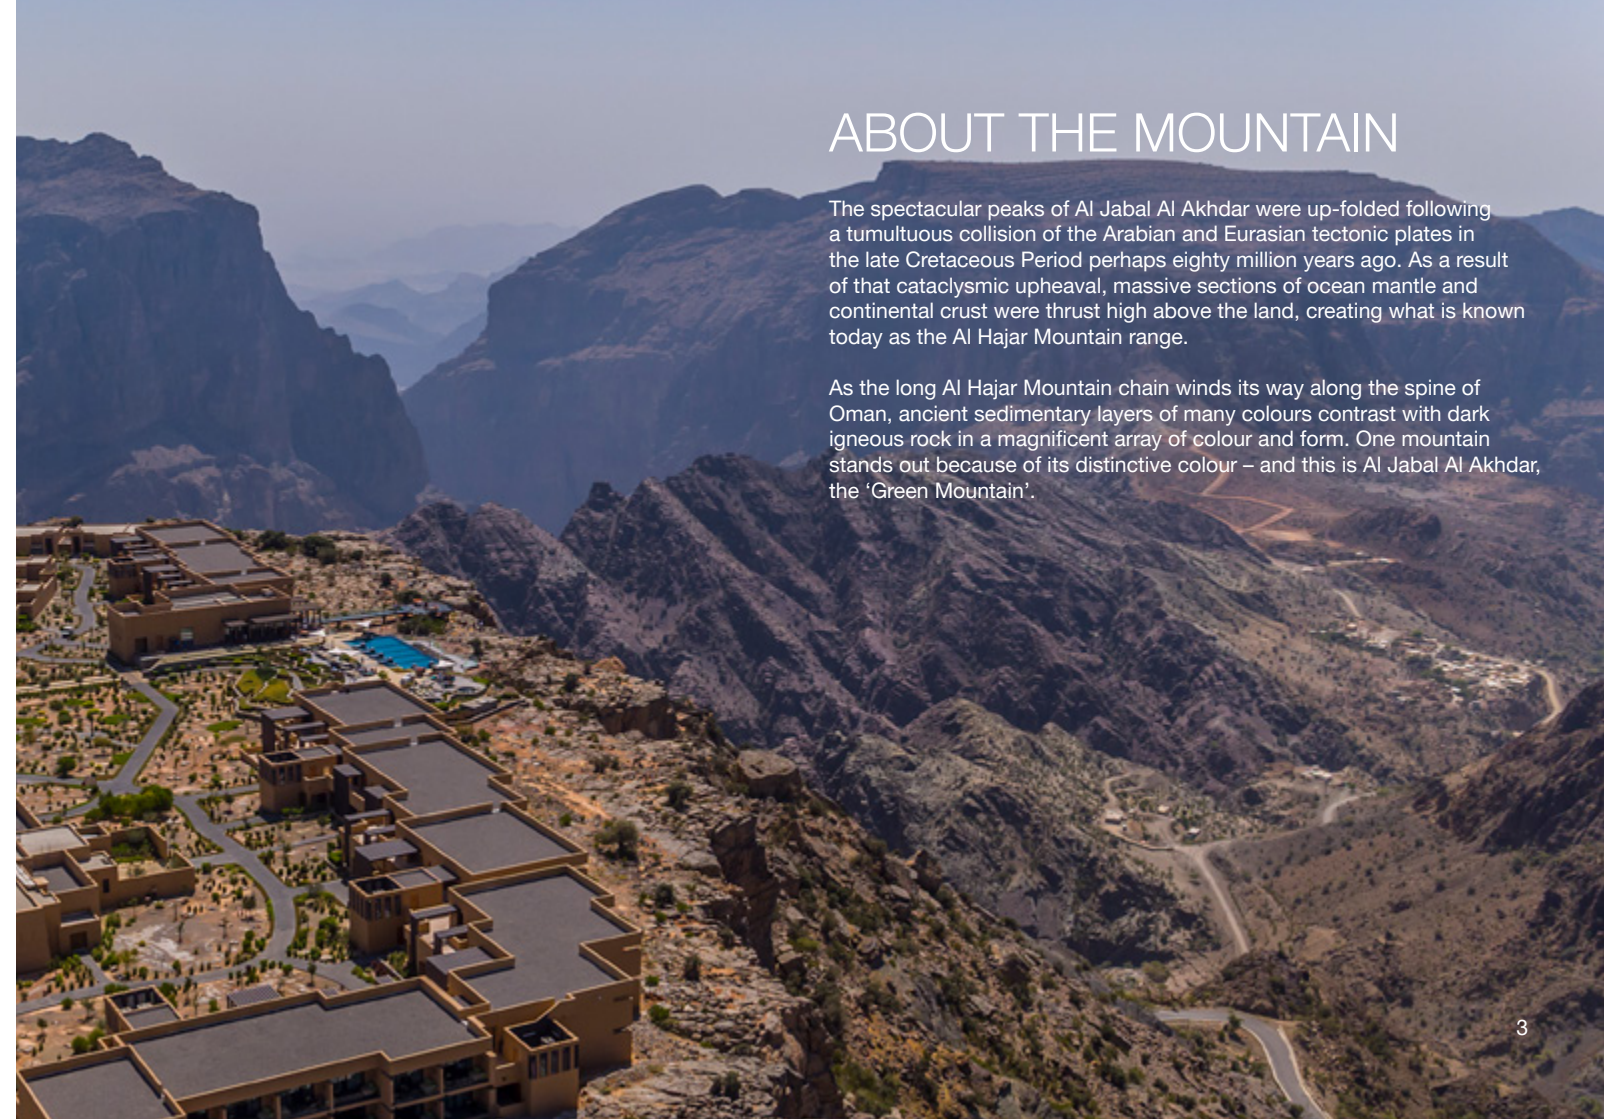 ABOUT THE MOUNTAIN
The spectacular peaks of Al Jabal Al Akhdar were up-folded following
a tumultuous collision of the Arabian and Eurasian tectonic plates in
the late Cretaceous Period perhaps eighty million years ago. As a result
of that cataclysmic upheaval, massive sections of ocean mantle and
continental crust were thrust high above the land, creating what is known
today as the Al Hajar Mountain range.
As the long Al Hajar Mountain chain winds its way along the spine of
Oman, ancient sedimentary layers of many colours contrast with dark
igneous rock in a magnificent array of colour and form. One mountain
stands out because of its distinctive colour – and this is Al Jabal Al Akhdar,
the ‘Green Mountain’.
3